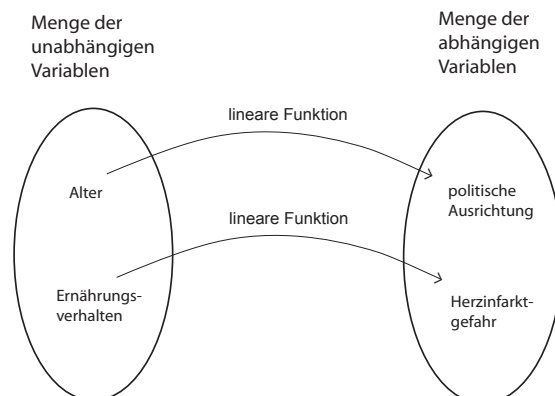 Menge der
unabhängigen
Variablen
Menge der
abhängigen
Variablen
lineare Funktion
Alter
politische
Ausrichtung
lineare Funktion
Ernährungs-
verhalten
Herzinfarkt-
gefahr